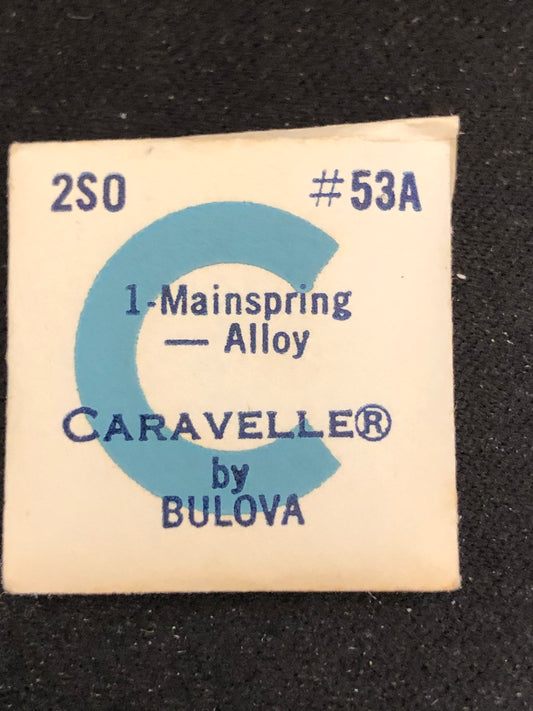 2SO #53A
1-Mainspring
— Alloy
CARAVELLE®
by
BULOVA